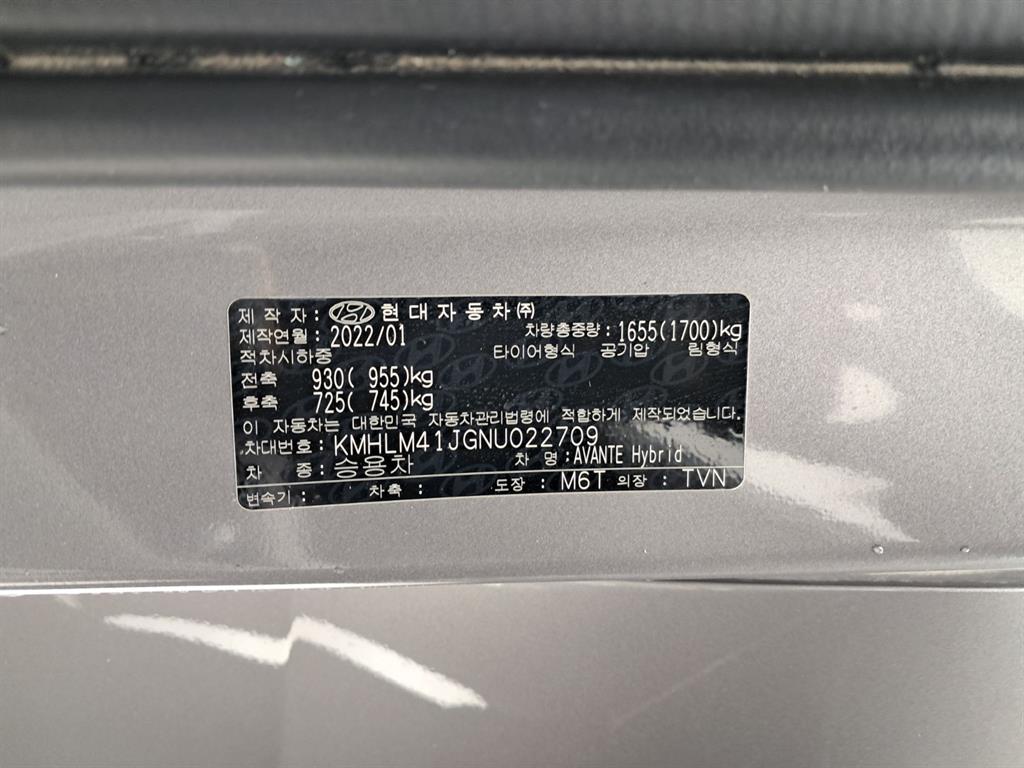 제 작 자 : 현대자동차㈜
제작연월 : 2022/01 차량총중량 : 1655(1700)kg
적차시하중 타이어형식 공기압 림형식
전축 930( 955)kg
후축 725( 745)kg
이 자동차는 대한민국 자동차관리법령에 적합하게 제작되었습니다.
차대번호 : KMHLM41JGNU022709
차 종 : 승용차 차 명 : AVANTE Hybrid
변속기 : 차축 : 도장 : M6T 의장 : TVN